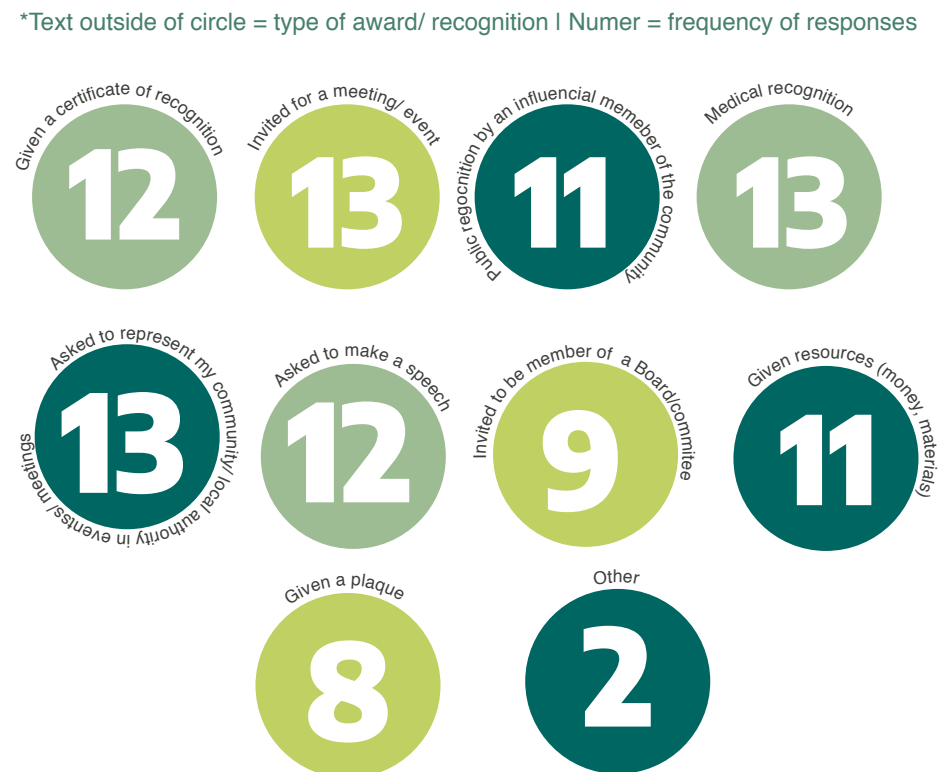 *Text outside of circle = type of award/ recognition | Numer = frequency of responses
Given a certificate of recognition
12
Invited for a meeting/ event
13
Public regocnition by an influencial memeber of the community
11
Medical recognition
13
Asked to represent my community/ local authority in eventss/ meetings
13
Asked to make a speech
12
Invited to be member of a Board/commitee
9
Given resources (money, materials)
11
Given a plaque
8
Other
2